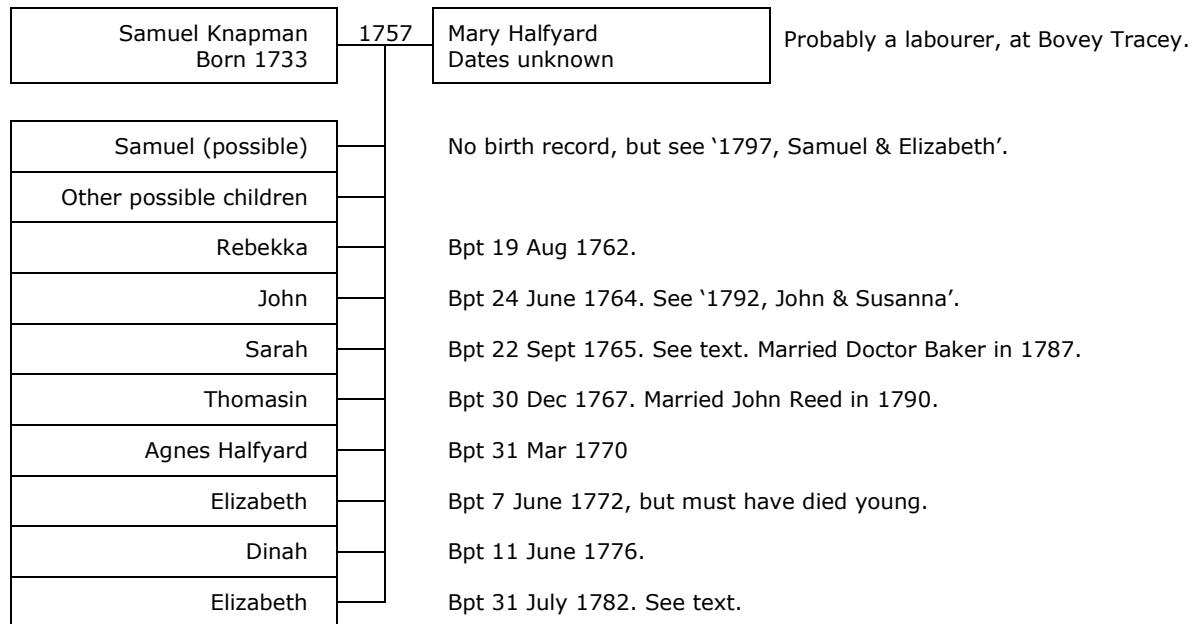 Samuel Knapman
Born 1733
1757
Mary Halfyard
Dates unknown
Probably a labourer, at Bovey Tracey.
Samuel (possible)
No birth record, but see ‘1797, Samuel & Elizabeth’.
Other possible children
Rebekka
Bpt 19 Aug 1762.
John
Bpt 24 June 1764. See ‘1792, John & Susanna’.
Sarah
Bpt 22 Sept 1765. See text. Married Doctor Baker in 1787.
Thomasin
Bpt 30 Dec 1767. Married John Reed in 1790.
Agnes Halfyard
Bpt 31 Mar 1770
Elizabeth
Bpt 7 June 1772, but must have died young.
Dinah
Bpt 11 June 1776.
Elizabeth
Bpt 31 July 1782. See text.